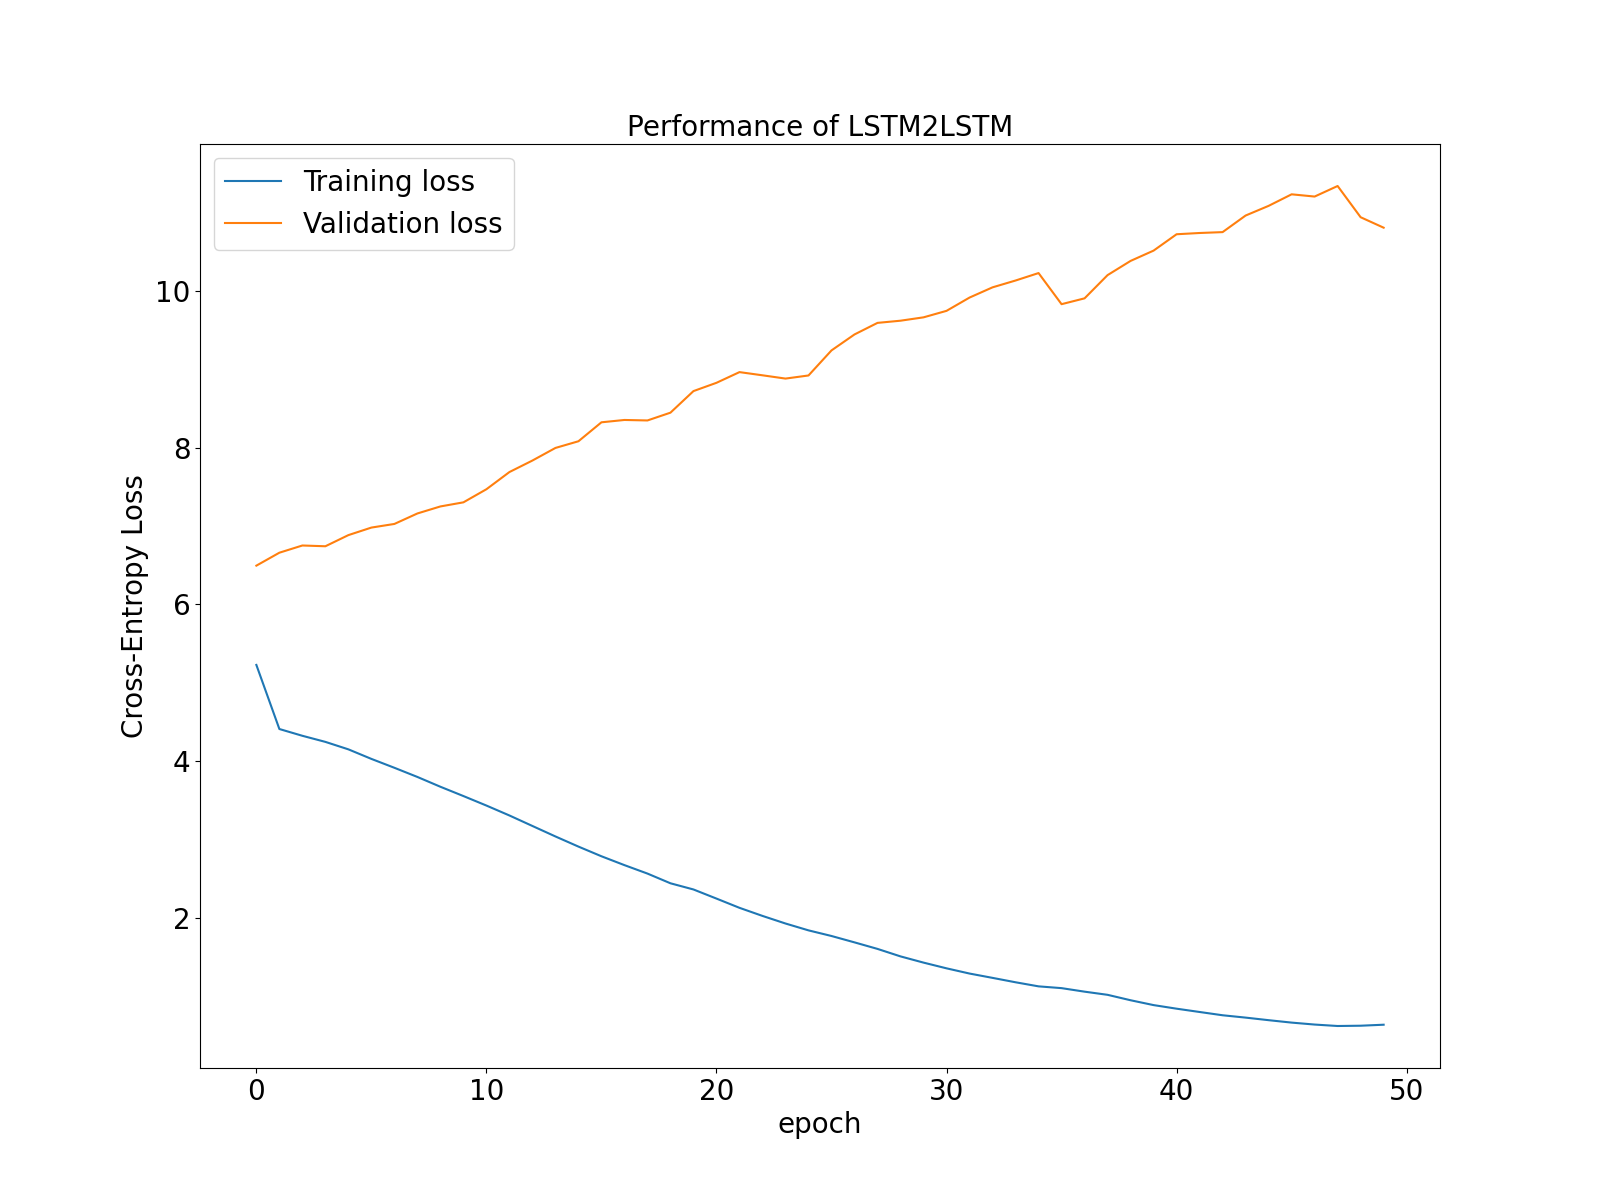 Performance of LSTM2LSTM
Training loss
Validation loss
10
8
6
4
2
Cross-Entropy Loss
0 10 20 30 40 50
epoch